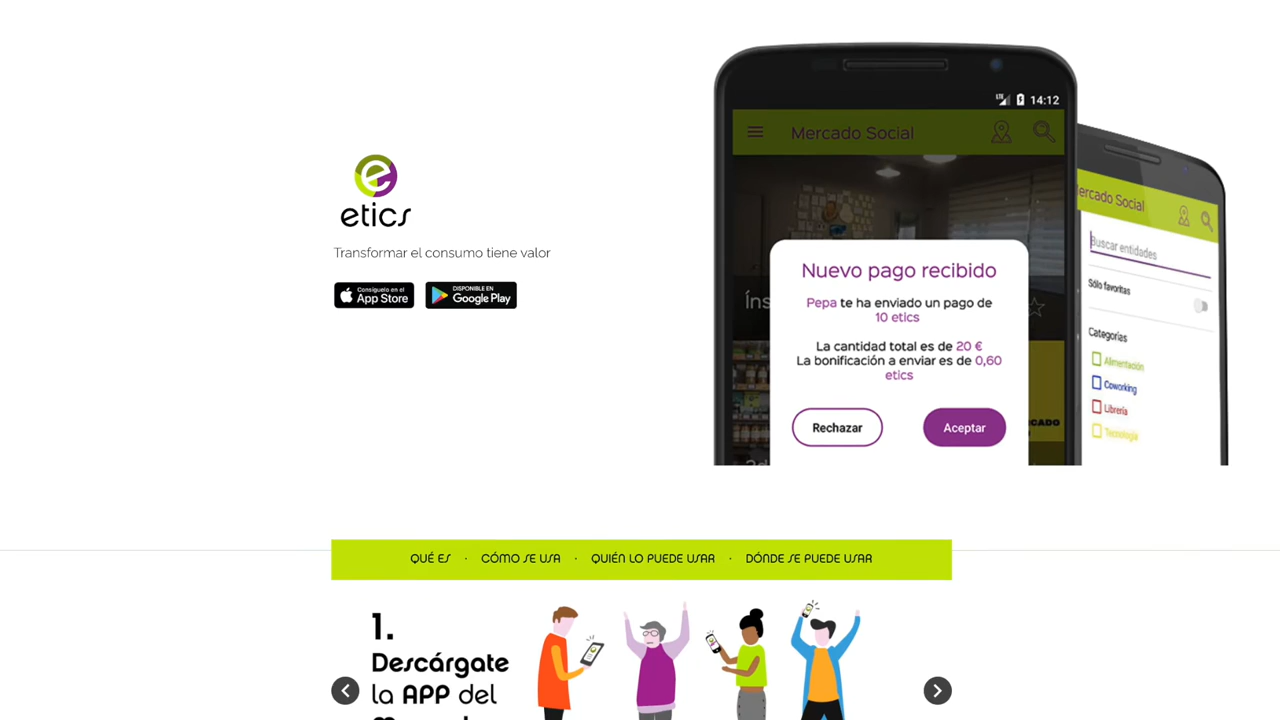 etics
Transformar el consumo tiene valor
Consíguelo en el
App Store
DISPONIBLE EN
Google Play
14:12
Mercado Social
Nuevo pago recibido
Pepa te ha enviado un pago de
10 etics
La cantidad total es de 20 €
La bonificación a enviar es de 0,60
etics
Rechazar
Aceptar
Mercado Social
Buscar entidades
Sólo favoritas
Categorías
Alimentación
Coworking
Librería
Tecnología
QUÉ ES · CÓMO SE USA · QUIÉN LO PUEDE USAR · DÓNDE SE PUEDE USAR
1.
Descárgate
la APP del